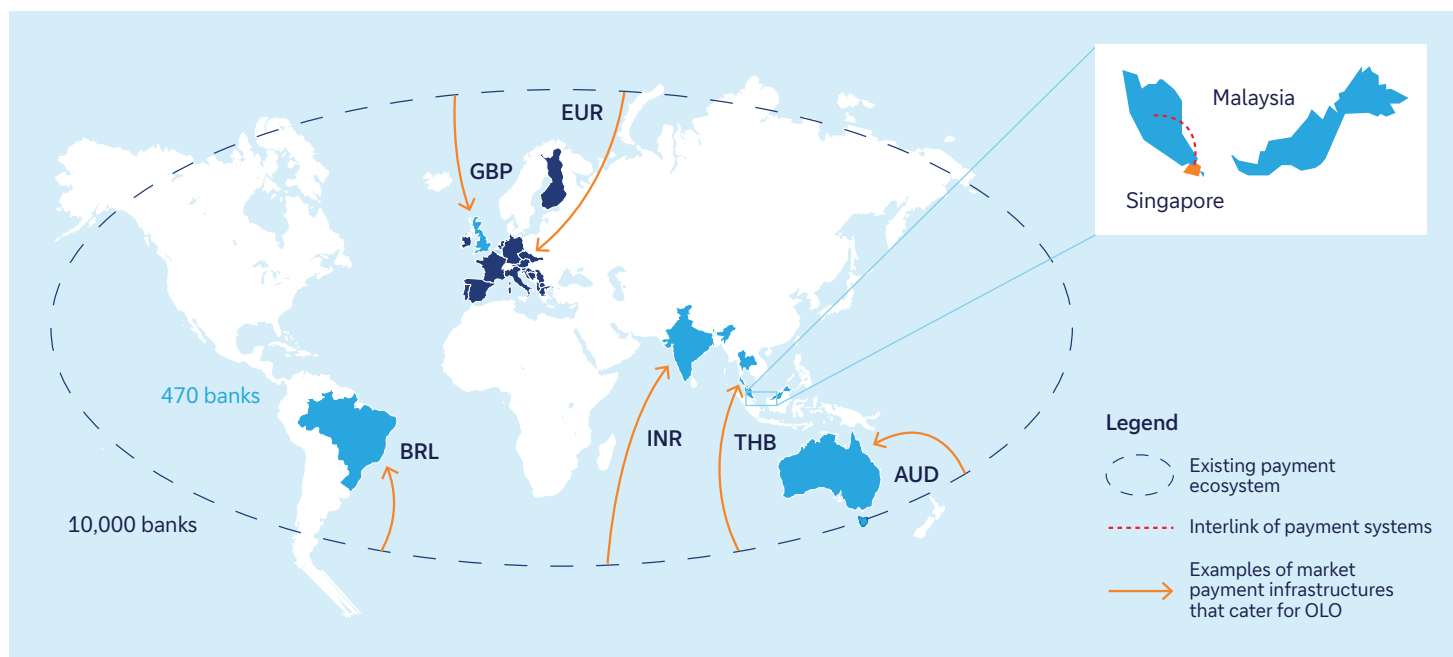 EUR
GBP
Malaysia
Singapore
470 banks
BRL
INR
THB
AUD
10,000 banks
Legend
Existing payment
ecosystem
Interlink of payment systems
Examples of market
payment infrastructures
that cater for OLO